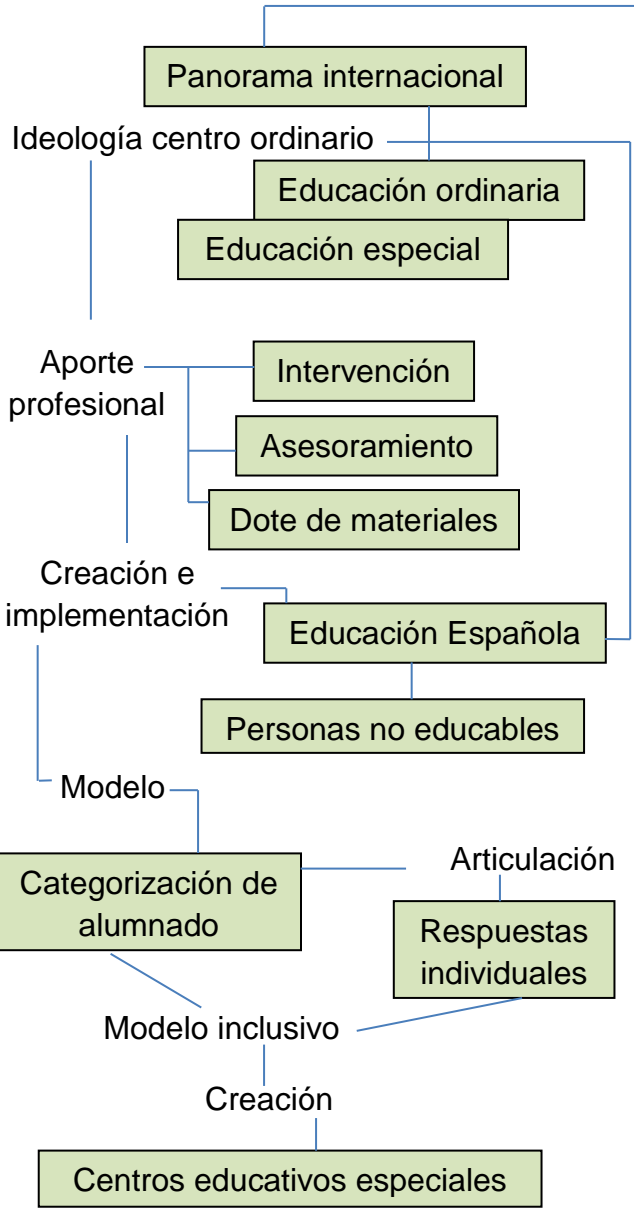 Panorama internacional
Ideología centro ordinario
Educación ordinaria
Educación especial
Aporte
profesional
Intervención
Asesoramiento
Dote de materiales
Creación e
implementación
Educación Española
Personas no educables
Modelo
Categorización de
alumnado
Articulación
Respuestas
individuales
Modelo inclusivo
Creación
Centros educativos especiales